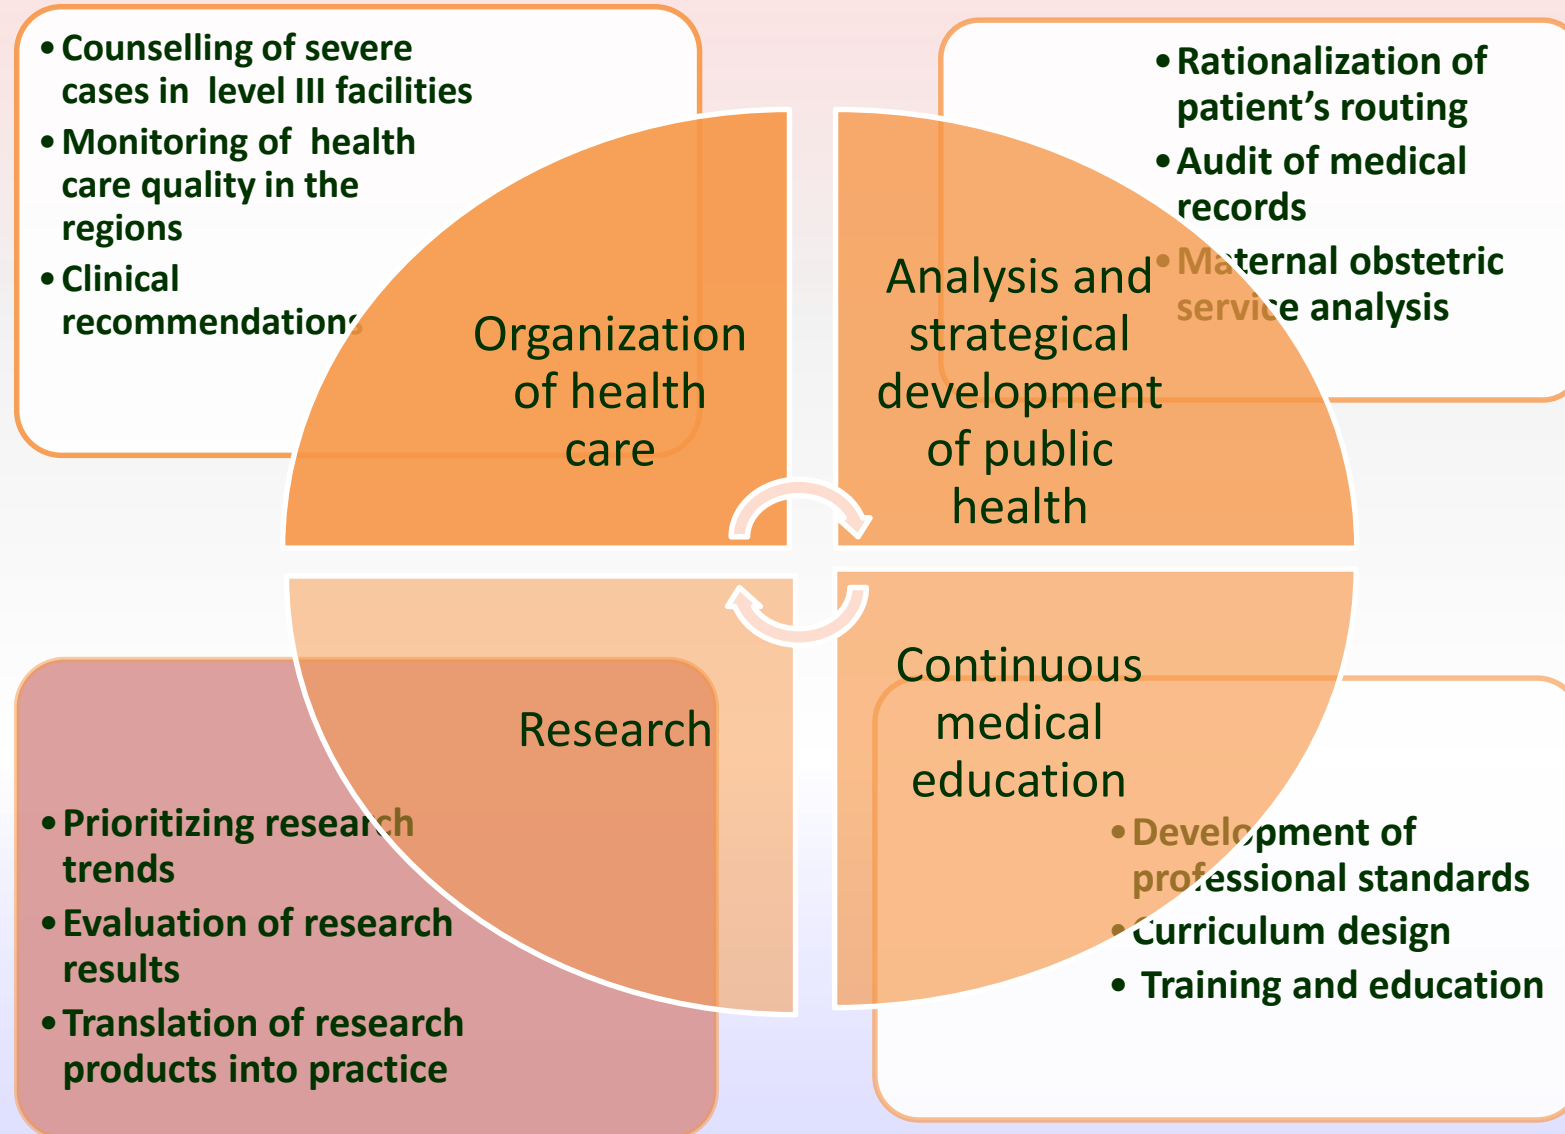 • Counselling of severe
cases in level III facilities
• Monitoring of health
care quality in the
regions
• Clinical
recommendations
Organization
of health
care
• Rationalization of
patient’s routing
• Audit of medical
records
• Maternal obstetric
service analysis
Analysis and
strategical
development
of public
health
Research
• Prioritizing research
trends
• Evaluation of research
results
• Translation of research
products into practice
Continuous
medical
education
• Development of
professional standards
• Curriculum design
• Training and education